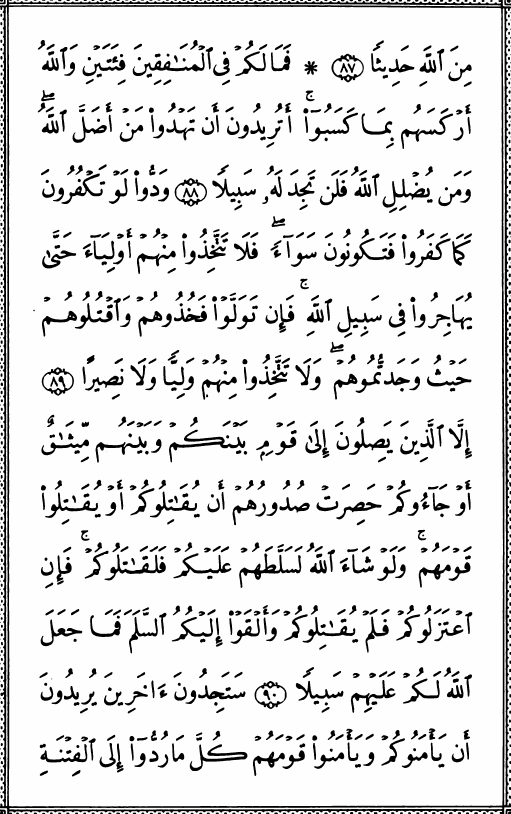 مِنَ ٱللَّهِ حَدِيثٗا ٨٧ * فَمَا لَكُمۡ فِي ٱلۡمُنَٰفِقِينَ فِئَتَيۡنِ وَٱللَّهُ
أَرۡكَسَهُم بِمَا كَسَبُوٓاْۚ أَتُرِيدُونَ أَن تَهۡدُواْ مَنۡ أَضَلَّ ٱللَّهُۖ
وَمَن يُضۡلِلِ ٱللَّهُ فَلَن تَجِدَ لَهُۥ سَبِيلٗا ٨٨ وَدُّواْ لَوۡ تَكۡفُرُونَ
كَمَا كَفَرُواْ فَتَكُونُونَ سَوَآءٗۖ فَلَا تَتَّخِذُواْ مِنۡهُمۡ أَوۡلِيَآءَ حَتَّىٰ
يُهَاجِرُواْ فِي سَبِيلِ ٱللَّهِۚ فَإِن تَوَلَّوۡاْ فَخُذُوهُمۡ وَٱقۡتُلُوهُمۡ
حَيۡثُ وَجَدتُّمُوهُمۡۖ وَلَا تَتَّخِذُواْ مِنۡهُمۡ وَلِيّٗا وَلَا نَصِيرًا ٨٩
إِلَّا ٱلَّذِينَ يَصِلُونَ إِلَىٰ قَوۡمِۭ بَيۡنَكُمۡ وَبَيۡنَهُم مِّيثَٰقٌ
أَوۡ جَآءُوكُمۡ حَصِرَتۡ صُدُورُهُمۡ أَن يُقَٰتِلُوكُمۡ أَوۡ يُقَٰتِلُواْ
قَوۡمَهُمۡۚ وَلَوۡ شَآءَ ٱللَّهُ لَسَلَّطَهُمۡ عَلَيۡكُمۡ فَلَقَٰتَلُوكُمۡۚ فَإِنِ
ٱعۡتَزَلُوكُمۡ فَلَمۡ يُقَٰتِلُوكُمۡ وَأَلۡقَوۡاْ إِلَيۡكُمُ ٱلسَّلَمَ فَمَا جَعَلَ
ٱللَّهُ لَكُمۡ عَلَيۡهِمۡ سَبِيلٗا ٩٠ سَتَجِدُونَ ءَاخَرِينَ يُرِيدُونَ
أَن يَأۡمَنُوكُمۡ وَيَأۡمَنُواْ قَوۡمَهُمۡ كُلَّ مَا رُدُّوٓاْ إِلَى ٱلۡفِتۡنَةِ